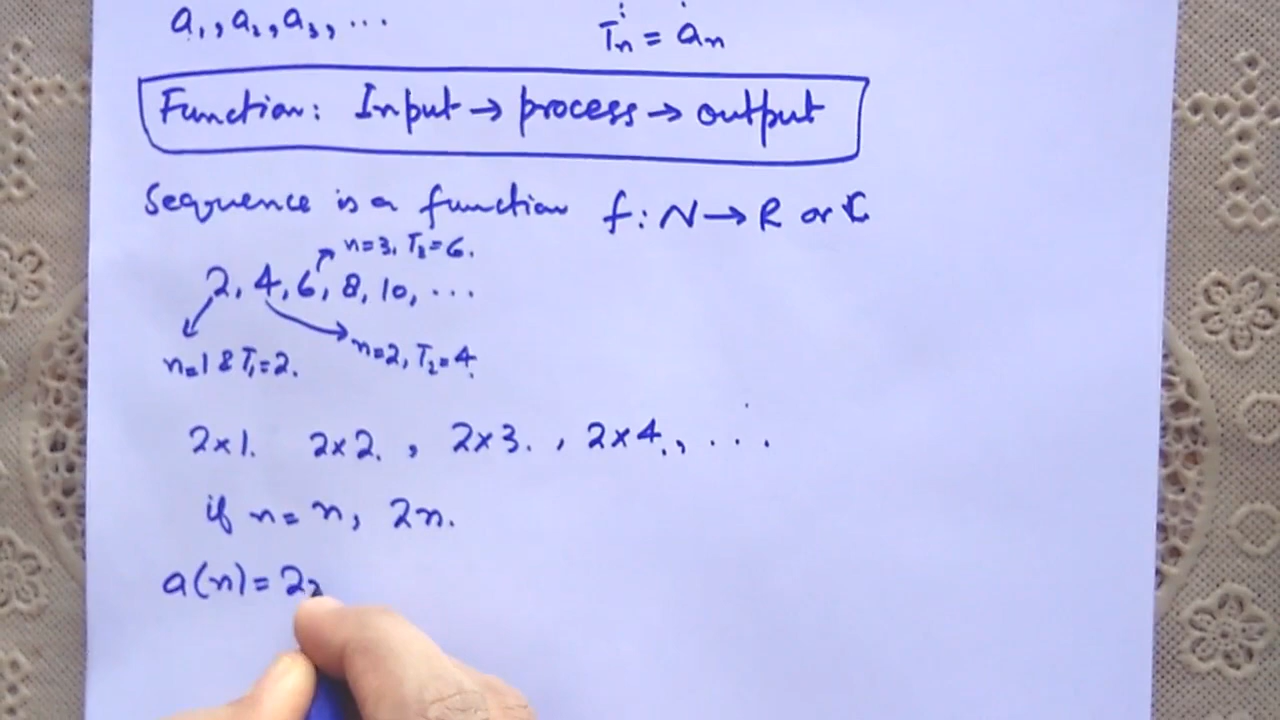 a₁, a₂, a₃, ...
Tₙ = aₙ
Function: Input → process → output
Sequence is a function f: N → R or C
n=3, T₃=6.
2, 4, 6, 8, 10, ...
n=1 & T₁=2.
n=2, T₂=4.
2×1. 2×2. , 2×3. , 2×4., ...
if n=n, 2n.
a(n)=2